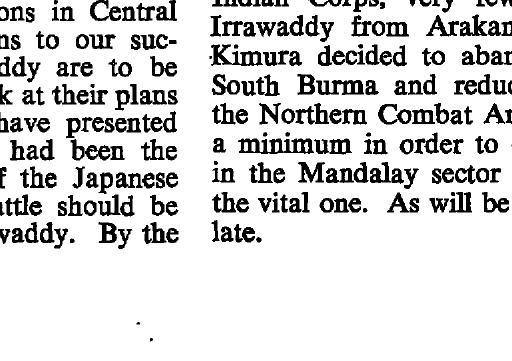 ons in Central
ns to our suc-
ddy are to be
k at their plans
have presented
had been the
f the Japanese
attle should be
waddy. By the
Indian Corps, very few
Irrawaddy from Arakan
Kimura decided to aban
South Burma and reduc
the Northern Combat Ar
a minimum in order to
in the Mandalay sector
the vital one. As will be
late.